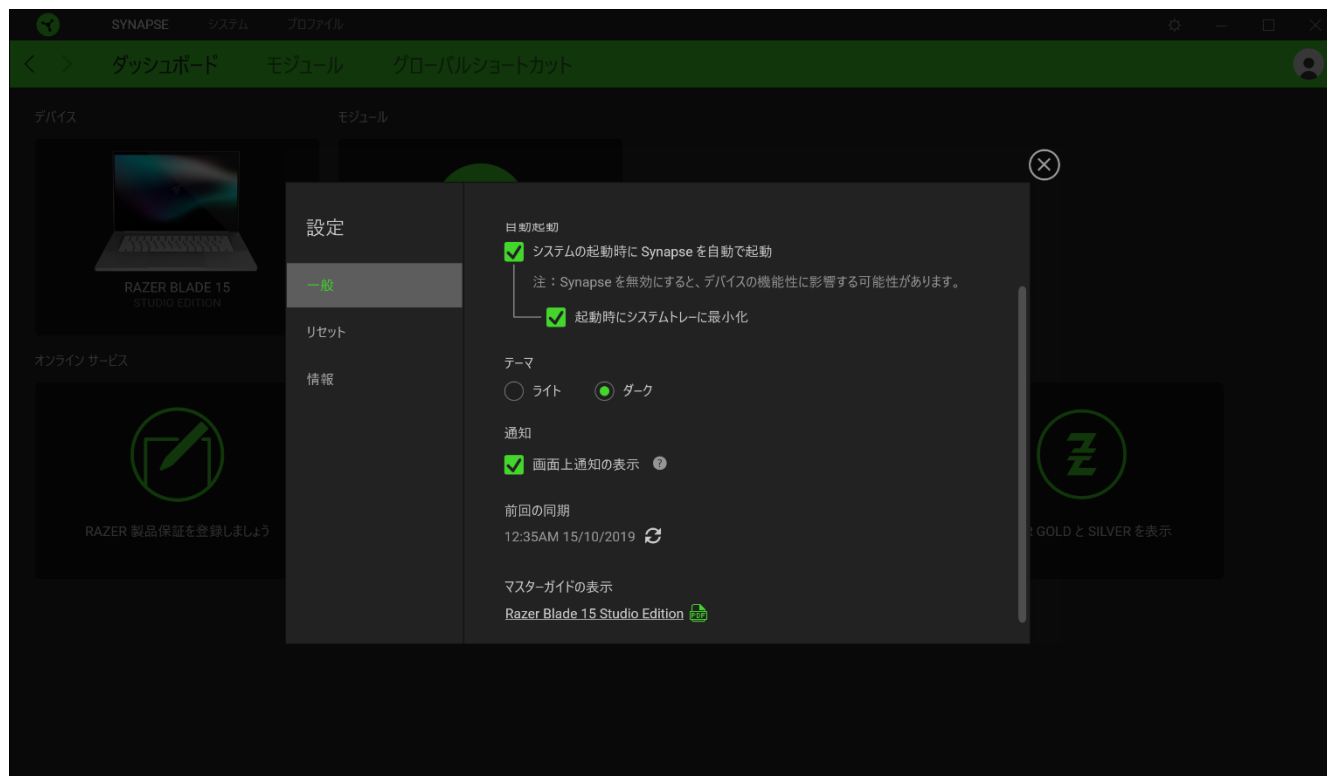 SYNAPSE システム プロファイル
ダッシュボード モジュール グローバルショートカット
デバイス モジュール
RAZER BLADE 15
STUDIO EDITION
オンライン サービス
RAZER 製品保証を登録しましょう
GOLD と SILVER を表示
設定
一般
リセット
情報
自動起動
システムの起動時に Synapse を自動で起動
注：Synapse を無効にすると、デバイスの機能性に影響する可能性があります。
起動時にシステムトレーに最小化
テーマ
ライト ダーク
通知
画面上通知の表示 ?
前回の同期
12:35AM 15/10/2019
マスターガイドの表示
Razer Blade 15 Studio Edition PDF